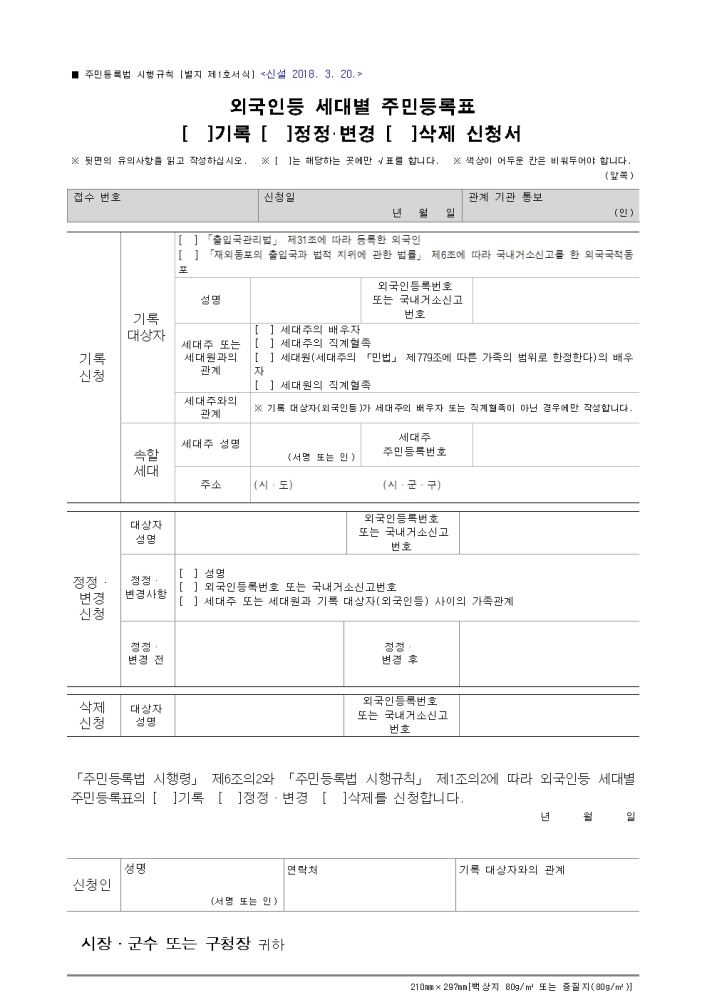 ■ 주민등록법 시행규칙 [별지 제1호서식] <신설 2018. 3. 20.>
외국인등 세대별 주민등록표
[ ]기록 [ ]정정·변경 [ ]삭제 신청서
※ 뒷면의 유의사항을 읽고 작성하십시오. ※ [ ]는 해당하는 곳에만 √표를 합니다. ※ 색상이 어두운 칸은 비워두어야 합니다.
(앞쪽)
접수 번호
신청일
년 월 일
관계 기관 통보
(인)
기록
신청
기록
대상자
[ ] 「출입국관리법」 제31조에 따라 등록한 외국인
[ ] 「재외동포의 출입국과 법적 지위에 관한 법률」 제6조에 따라 국내거소신고를 한 외국국적동
포
성명
외국인등록번호
또는 국내거소신고
번호
세대주 또는
세대원과의
관계
[ ] 세대주의 배우자
[ ] 세대주의 직계혈족
[ ] 세대원(세대주의 「민법」 제779조에 따른 가족의 범위로 한정한다)의 배우
자
[ ] 세대원의 직계혈족
세대주와의
관계
※ 기록 대상자(외국인등)가 세대주의 배우자 또는 직계혈족이 아닌 경우에만 작성합니다.
속할
세대
세대주 성명
(서명 또는 인)
세대주
주민등록번호
주소
(시·도) (시·군·구)
정정·
변경
신청
대상자
성명
외국인등록번호
또는 국내거소신고
번호
정정·
변경사항
[ ] 성명
[ ] 외국인등록번호 또는 국내거소신고번호
[ ] 세대주 또는 세대원과 기록 대상자(외국인등) 사이의 가족관계
정정·
변경 전
정정·
변경 후
삭제
신청
대상자
성명
외국인등록번호
또는 국내거소신고
번호
「주민등록법 시행령」 제6조의2와 「주민등록법 시행규칙」 제1조의2에 따라 외국인등 세대별
주민등록표의 [ ]기록 [ ]정정·변경 [ ]삭제를 신청합니다.
년 월 일
신청인
성명
(서명 또는 인)
연락처
기록 대상자와의 관계
시장·군수 또는 구청장 귀하
210mm×297mm[백상지 80g/㎡ 또는 중질지(80g/㎡)]